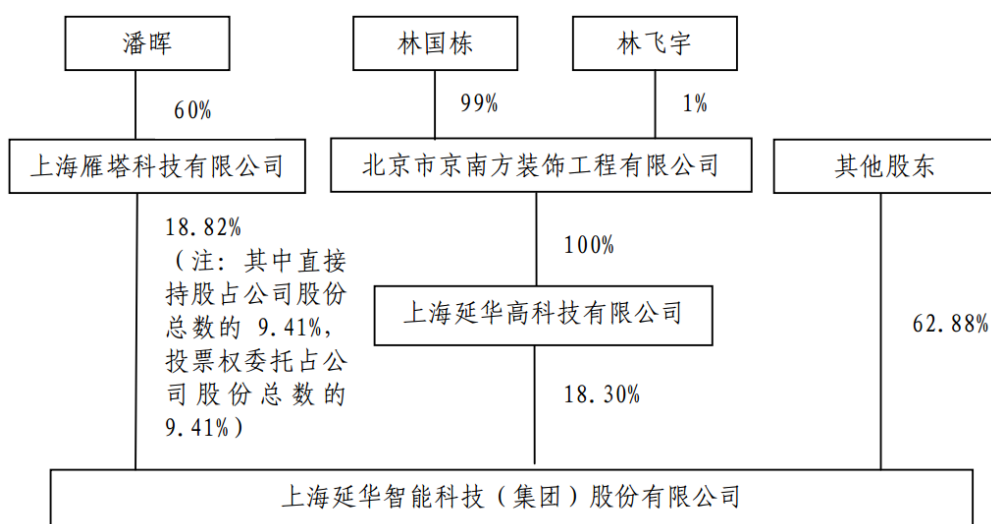 潘晖
林国栋
林飞宇
60%
99%
1%
上海雁塔科技有限公司
北京市京南方装饰工程有限公司
其他股东
18.82%
（注：其中直接
持股占公司股份
总数的 9.41%，
投票权委托占公
司股份总数的
9.41%）
100%
上海延华高科技有限公司
62.88%
18.30%
上海延华智能科技（集团）股份有限公司